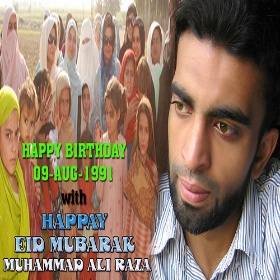 HAPPY BIRTHDAY
09-AUG-1991
with
HAPPAY
EID MUBARAK
MUHAMMAD ALI RAZA